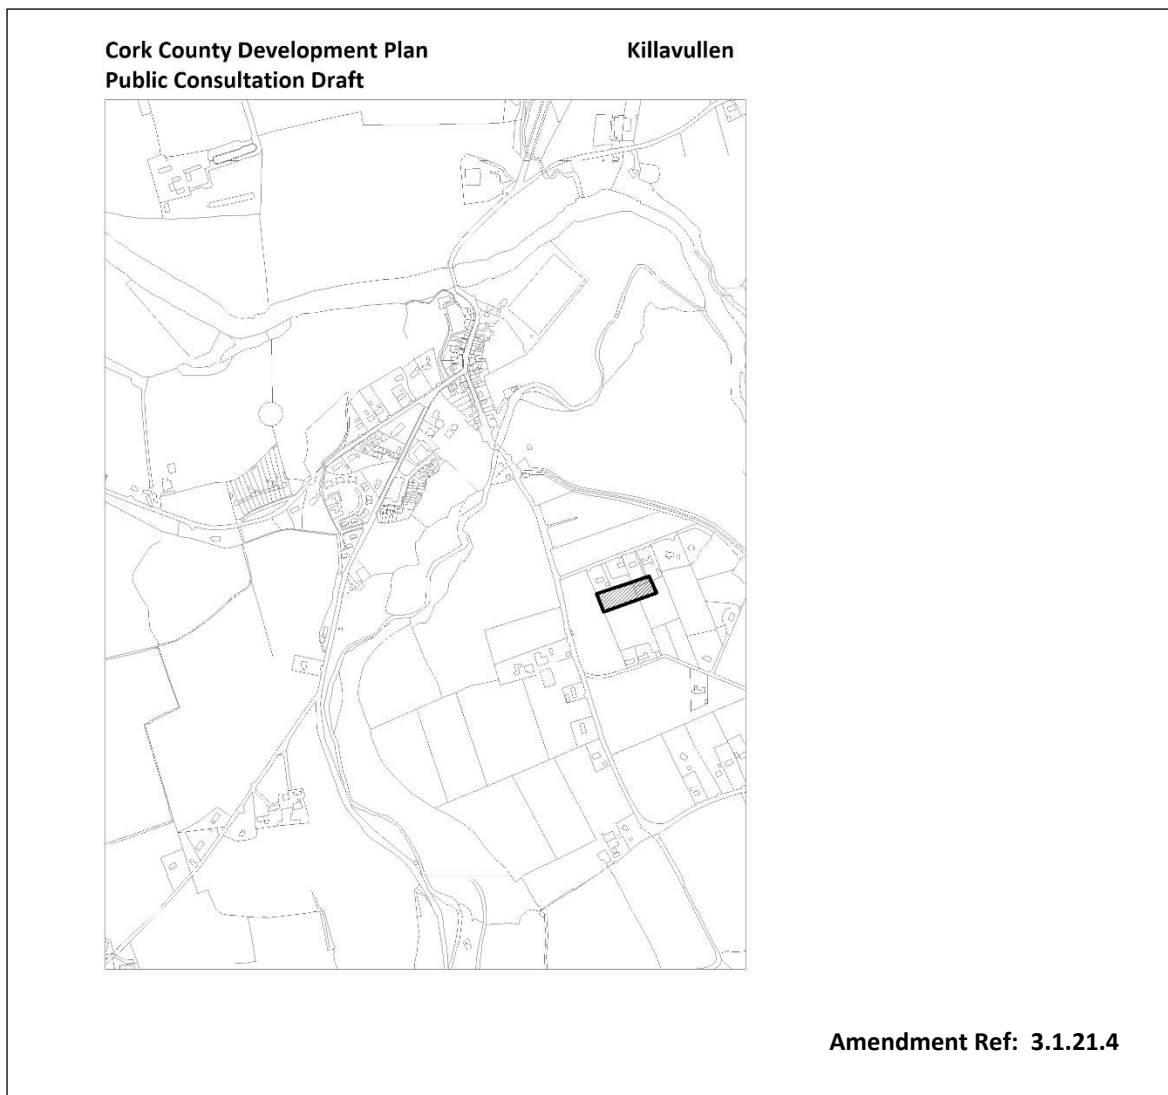 Cork County Development Plan Killavullen
Public Consultation Draft
Amendment Ref: 3.1.21.4